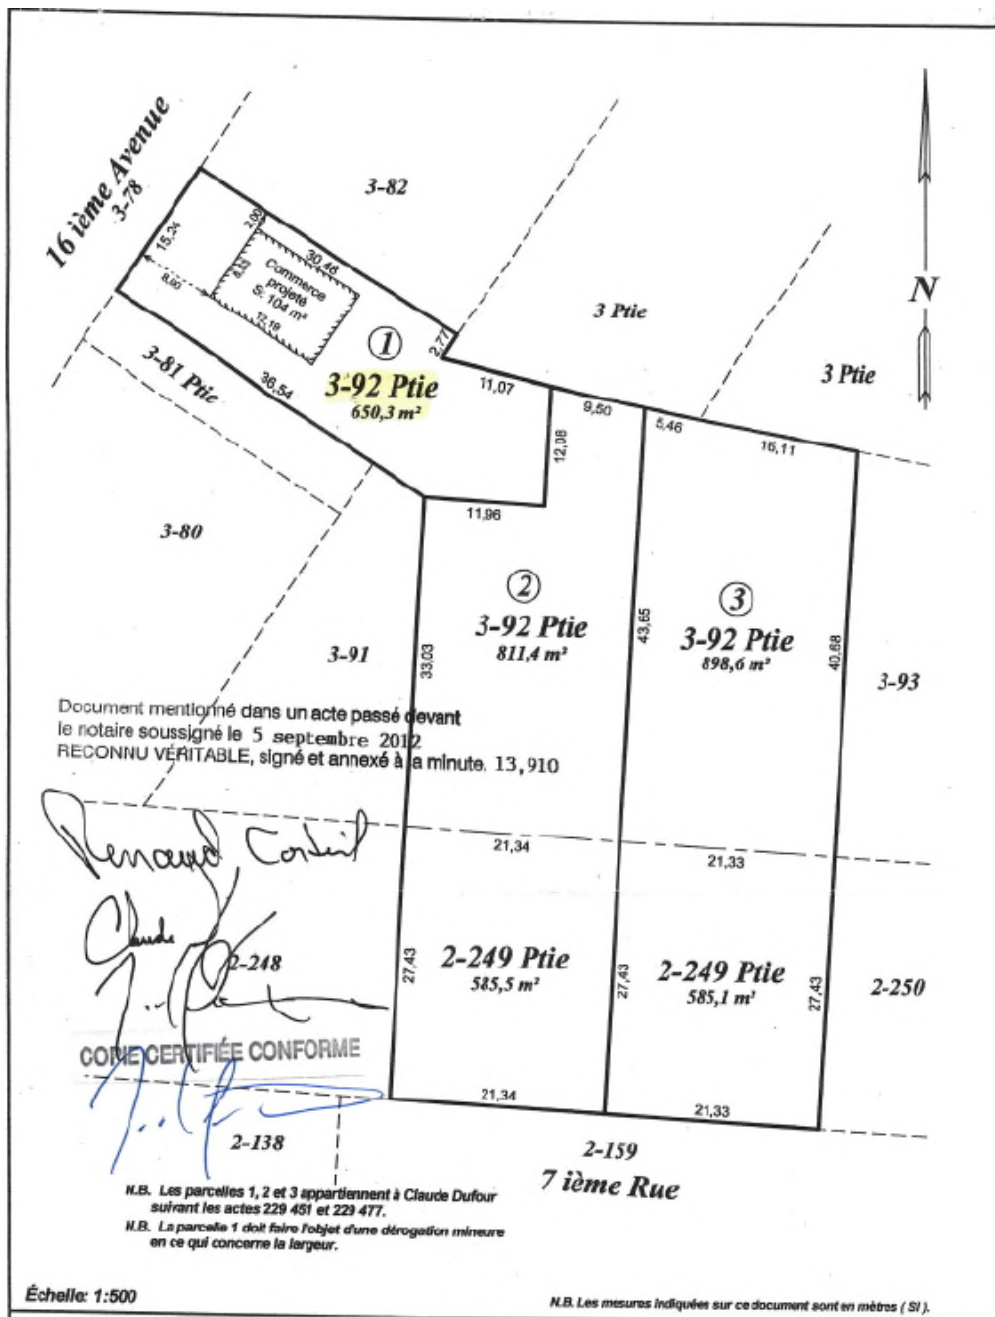 16 ième Avenue
3-78
3-82
15,24
2,00
30,46
8,53
8,00
Commerce
projeté
S. 104 m²
12,19
3 Ptie
N
3 Ptie
3-81 Ptie
36,54
1
3-92 Ptie
650,3 m²
2,77
11,07
9,50
5,46
16,11
12,08
11,96
3-80
2
3-92 Ptie
811,4 m²
43,65
3
3-92 Ptie
898,6 m²
40,68
3-91
33,03
3-93
Document mentionné dans un acte passé devant
le notaire soussigné le 5 septembre 2012
RECONNU VÉRITABLE, signé et annexé à la minute. 13,910
Renaud
Claude
21,34
21,33
2-248
27,43
2-249 Ptie
585,5 m²
27,43
2-249 Ptie
585,1 m²
27,43
2-250
COPIE CERTIFIÉE CONFORME
21,34
21,33
2-138
2-159
7 ième Rue
N.B. Les parcelles 1, 2 et 3 appartiennent à Claude Dufour
suivant les actes 229 451 et 229 477.
N.B. La parcelle 1 doit faire l'objet d'une dérogation mineure
en ce qui concerne la largeur.
Échelle: 1:500
N.B. Les mesures indiquées sur ce document sont en mètres ( SI ).